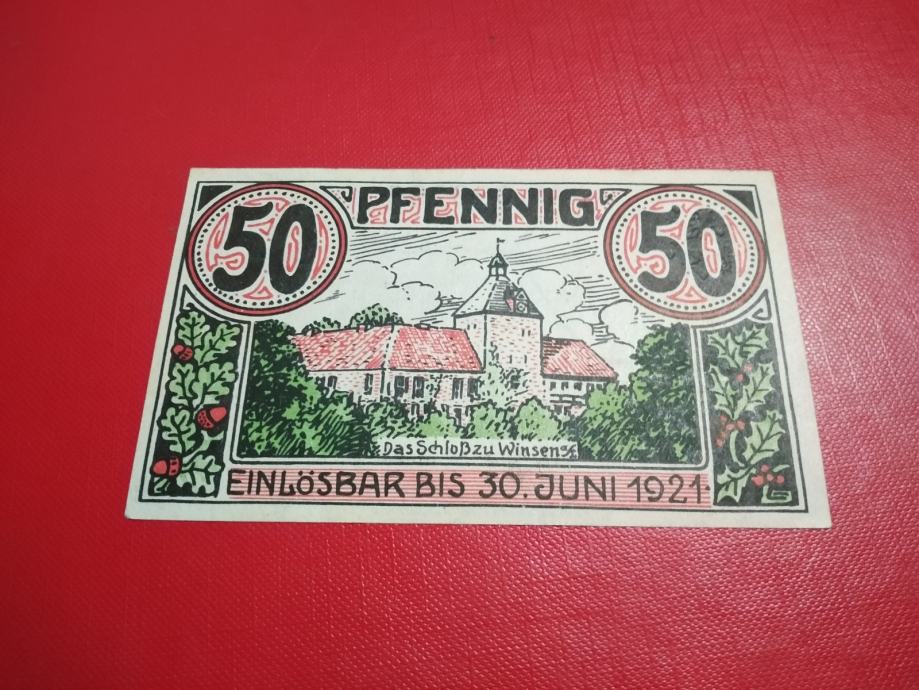 50 PFENNIG 50
Das Schloß zu Winsen
EINLÖSBAR BIS 30. JUNI 1921